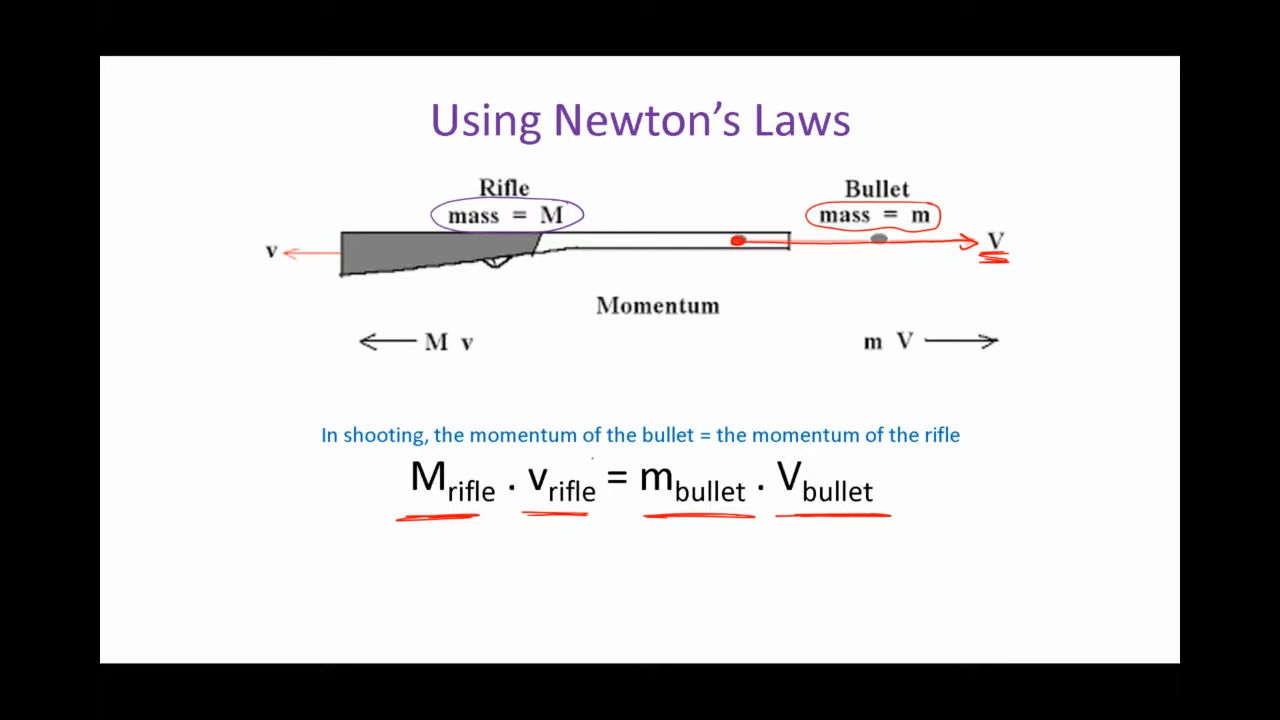 Using Newton's Laws
Rifle
mass = M
Bullet
mass = m
v
V
Momentum
M v
m V
In shooting, the momentum of the bullet = the momentum of the rifle
Mrifle . vrifle = mbullet . Vbullet